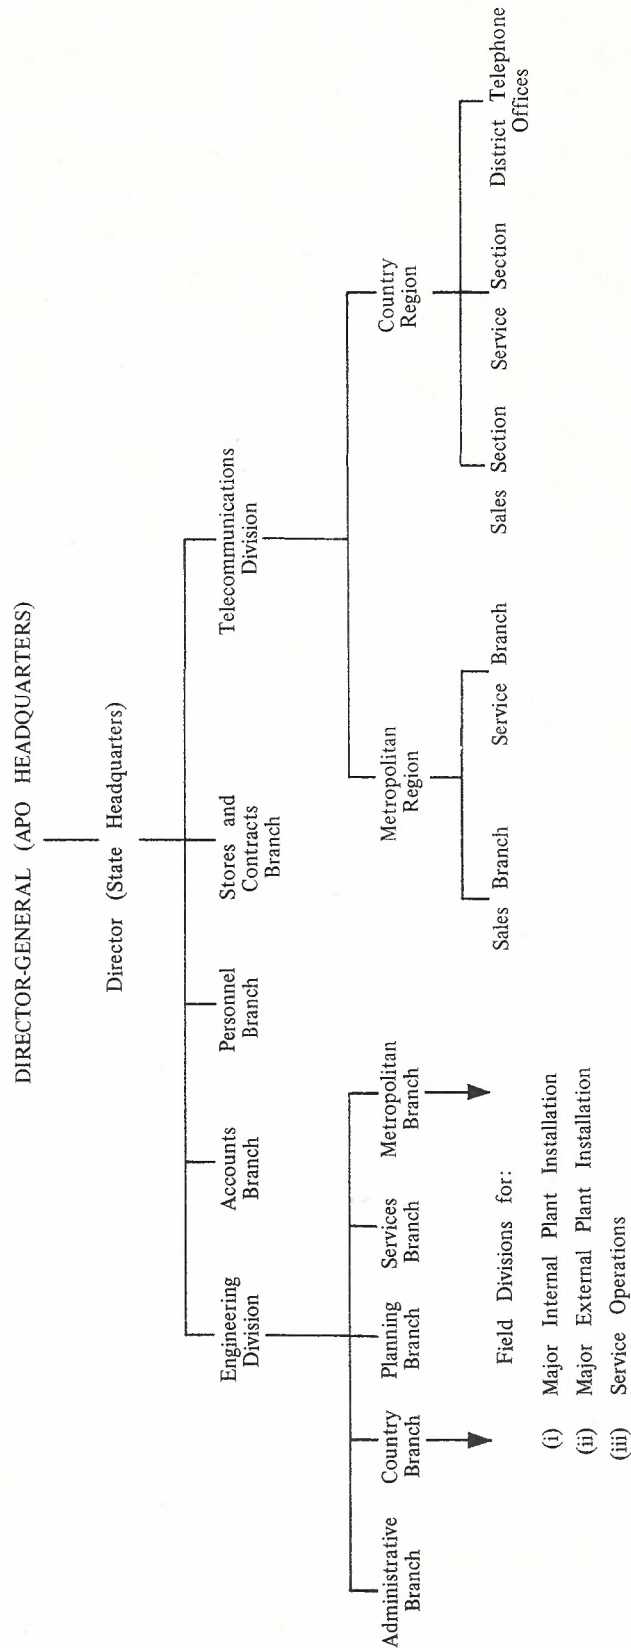 DIRECTOR-GENERAL (APO HEADQUARTERS)
Director (State Headquarters)
Engineering
Division
Accounts
Branch
Personnel
Branch
Stores and
Contracts
Branch
Telecommunications
Division
Administrative
Branch
Country
Branch
Planning
Branch
Services
Branch
Metropolitan
Branch
Metropolitan
Region
Country
Region
Field Divisions for:
(i) Major Internal Plant Installation
(ii) Major External Plant Installation
(iii) Service Operations
Sales Branch
Service Branch
Sales Section
Service Section
District Telephone
Offices